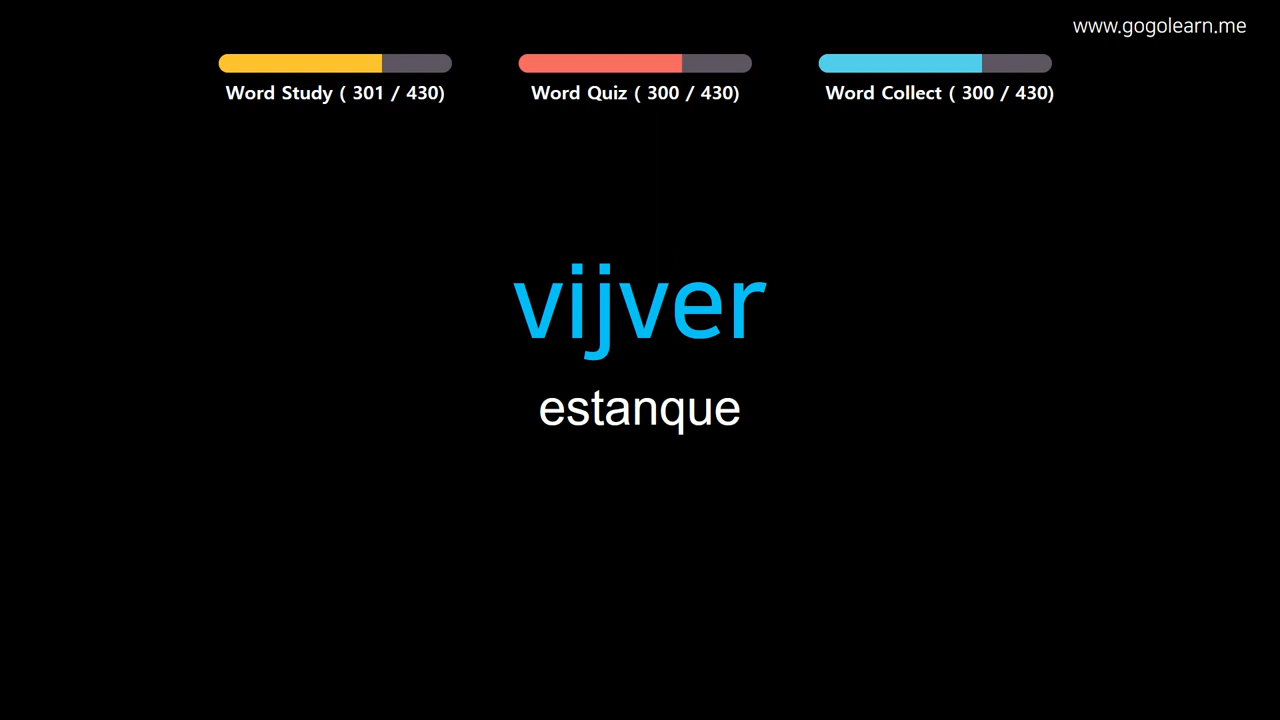 www.gogolearn.me
Word Study ( 301 / 430)
Word Quiz ( 300 / 430)
Word Collect ( 300 / 430)
vijver
estanque